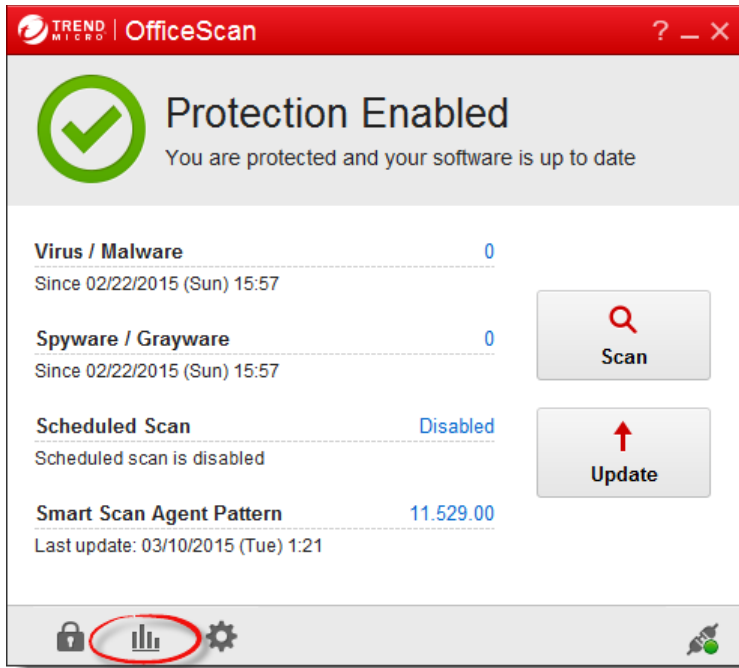 TREND MICRO | OfficeScan ? _ ×
Protection Enabled
You are protected and your software is up to date
Virus / Malware 0
Since 02/22/2015 (Sun) 15:57
Spyware / Grayware 0
Since 02/22/2015 (Sun) 15:57
Scheduled Scan Disabled
Scheduled scan is disabled
Smart Scan Agent Pattern 11.529.00
Last update: 03/10/2015 (Tue) 1:21
Scan
Update